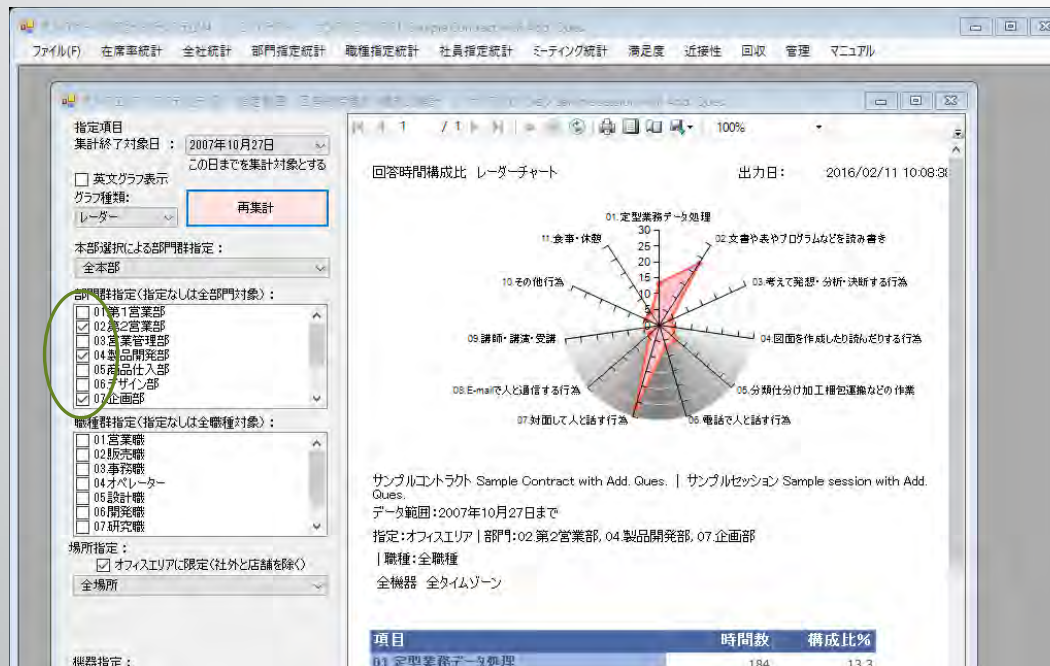 Sample Contract with Add. Ques.
ファイル(F) 在席率統計 全社統計 部門指定統計 職種指定統計 社員指定統計 ミーティング統計 満足度 近接性 回収 管理 マニュアル
指定項目
集計終了対象日 : 2007年10月27日
この日までを集計対象とする
英文グラフ表示
グラフ種類:
レーダー
再集計
本部選択による部門群指定 :
全本部
部門群指定(指定なしは全部門対象) :
01第1営業部
02第2営業部
03営業管理部
04製品開発部
05商品仕入部
06デザイン部
07企画部
職種群指定(指定なしは全職種対象) :
01営業職
02販売職
03事務職
04オペレーター
05設計職
06開発職
07研究職
場所指定 :
オフィスエリアに限定(社外と店舗を除く)
全場所
機器指定 :
1 / 1 100%
回答時間構成比 レーダーチャート 出力日: 2016/02/11 10:08:38
01.定型業務データ処理
02.文書や表やプログラムなどを読み書き
03.考えて発想・分析・決断する行為
04.図面を作成したり読んだりする行為
05.分類仕分け加工梱包運搬などの作業
06.電話で人と話す行為
07.対面して人と話す行為
08.E-mailで人と通信する行為
09.講師・講演・受講
10.その他行為
11.食事・休憩
30
25
20
15
10
5
サンプルコントラクト Sample Contract with Add. Ques. | サンプルセッション Sample session with Add.
Ques.
データ範囲:2007年10月27日まで
指定:オフィスエリア | 部門:02.第2営業部, 04.製品開発部, 07.企画部
| 職種:全職種
全機器 全タイムゾーン
項目 時間数 構成比%
01.定型業務データ処理 184 13.3